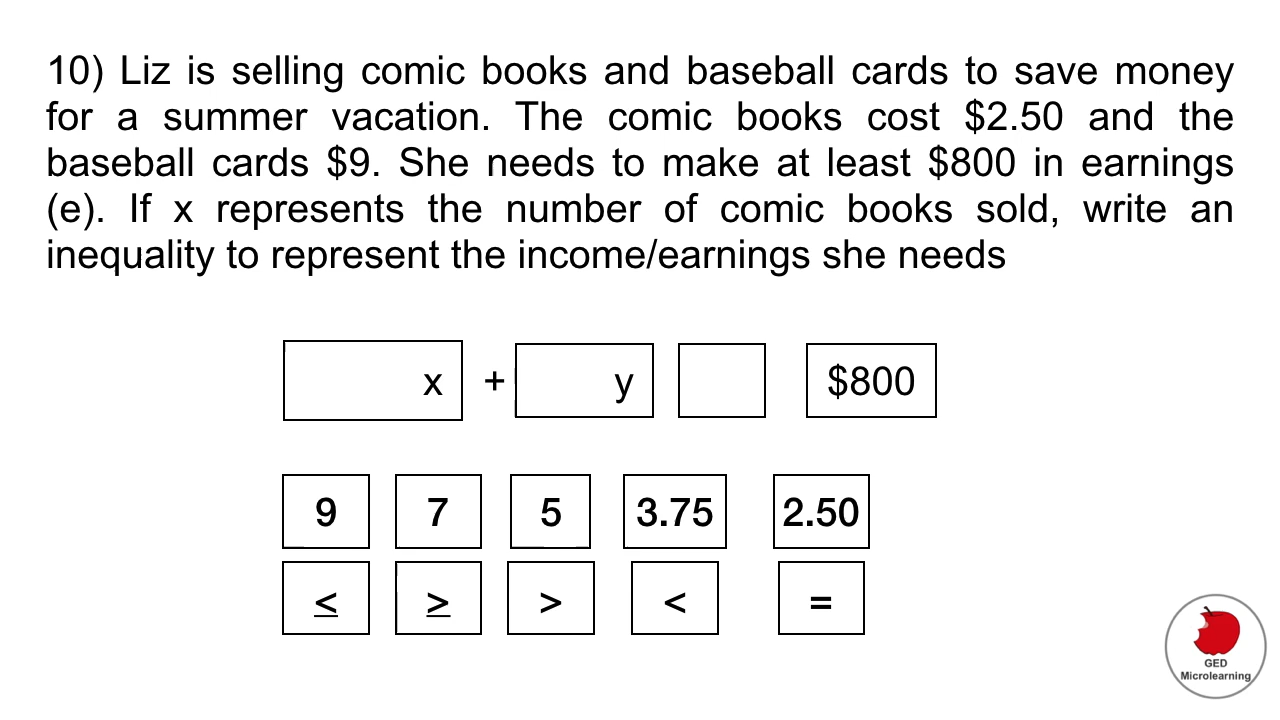 10) Liz is selling comic books and baseball cards to save money
for a summer vacation. The comic books cost $2.50 and the
baseball cards $9. She needs to make at least $800 in earnings
(e). If x represents the number of comic books sold, write an
inequality to represent the income/earnings she needs
x + y $800
9 7 5 3.75 2.50
≤ ≥ > < =
GED
Microlearning